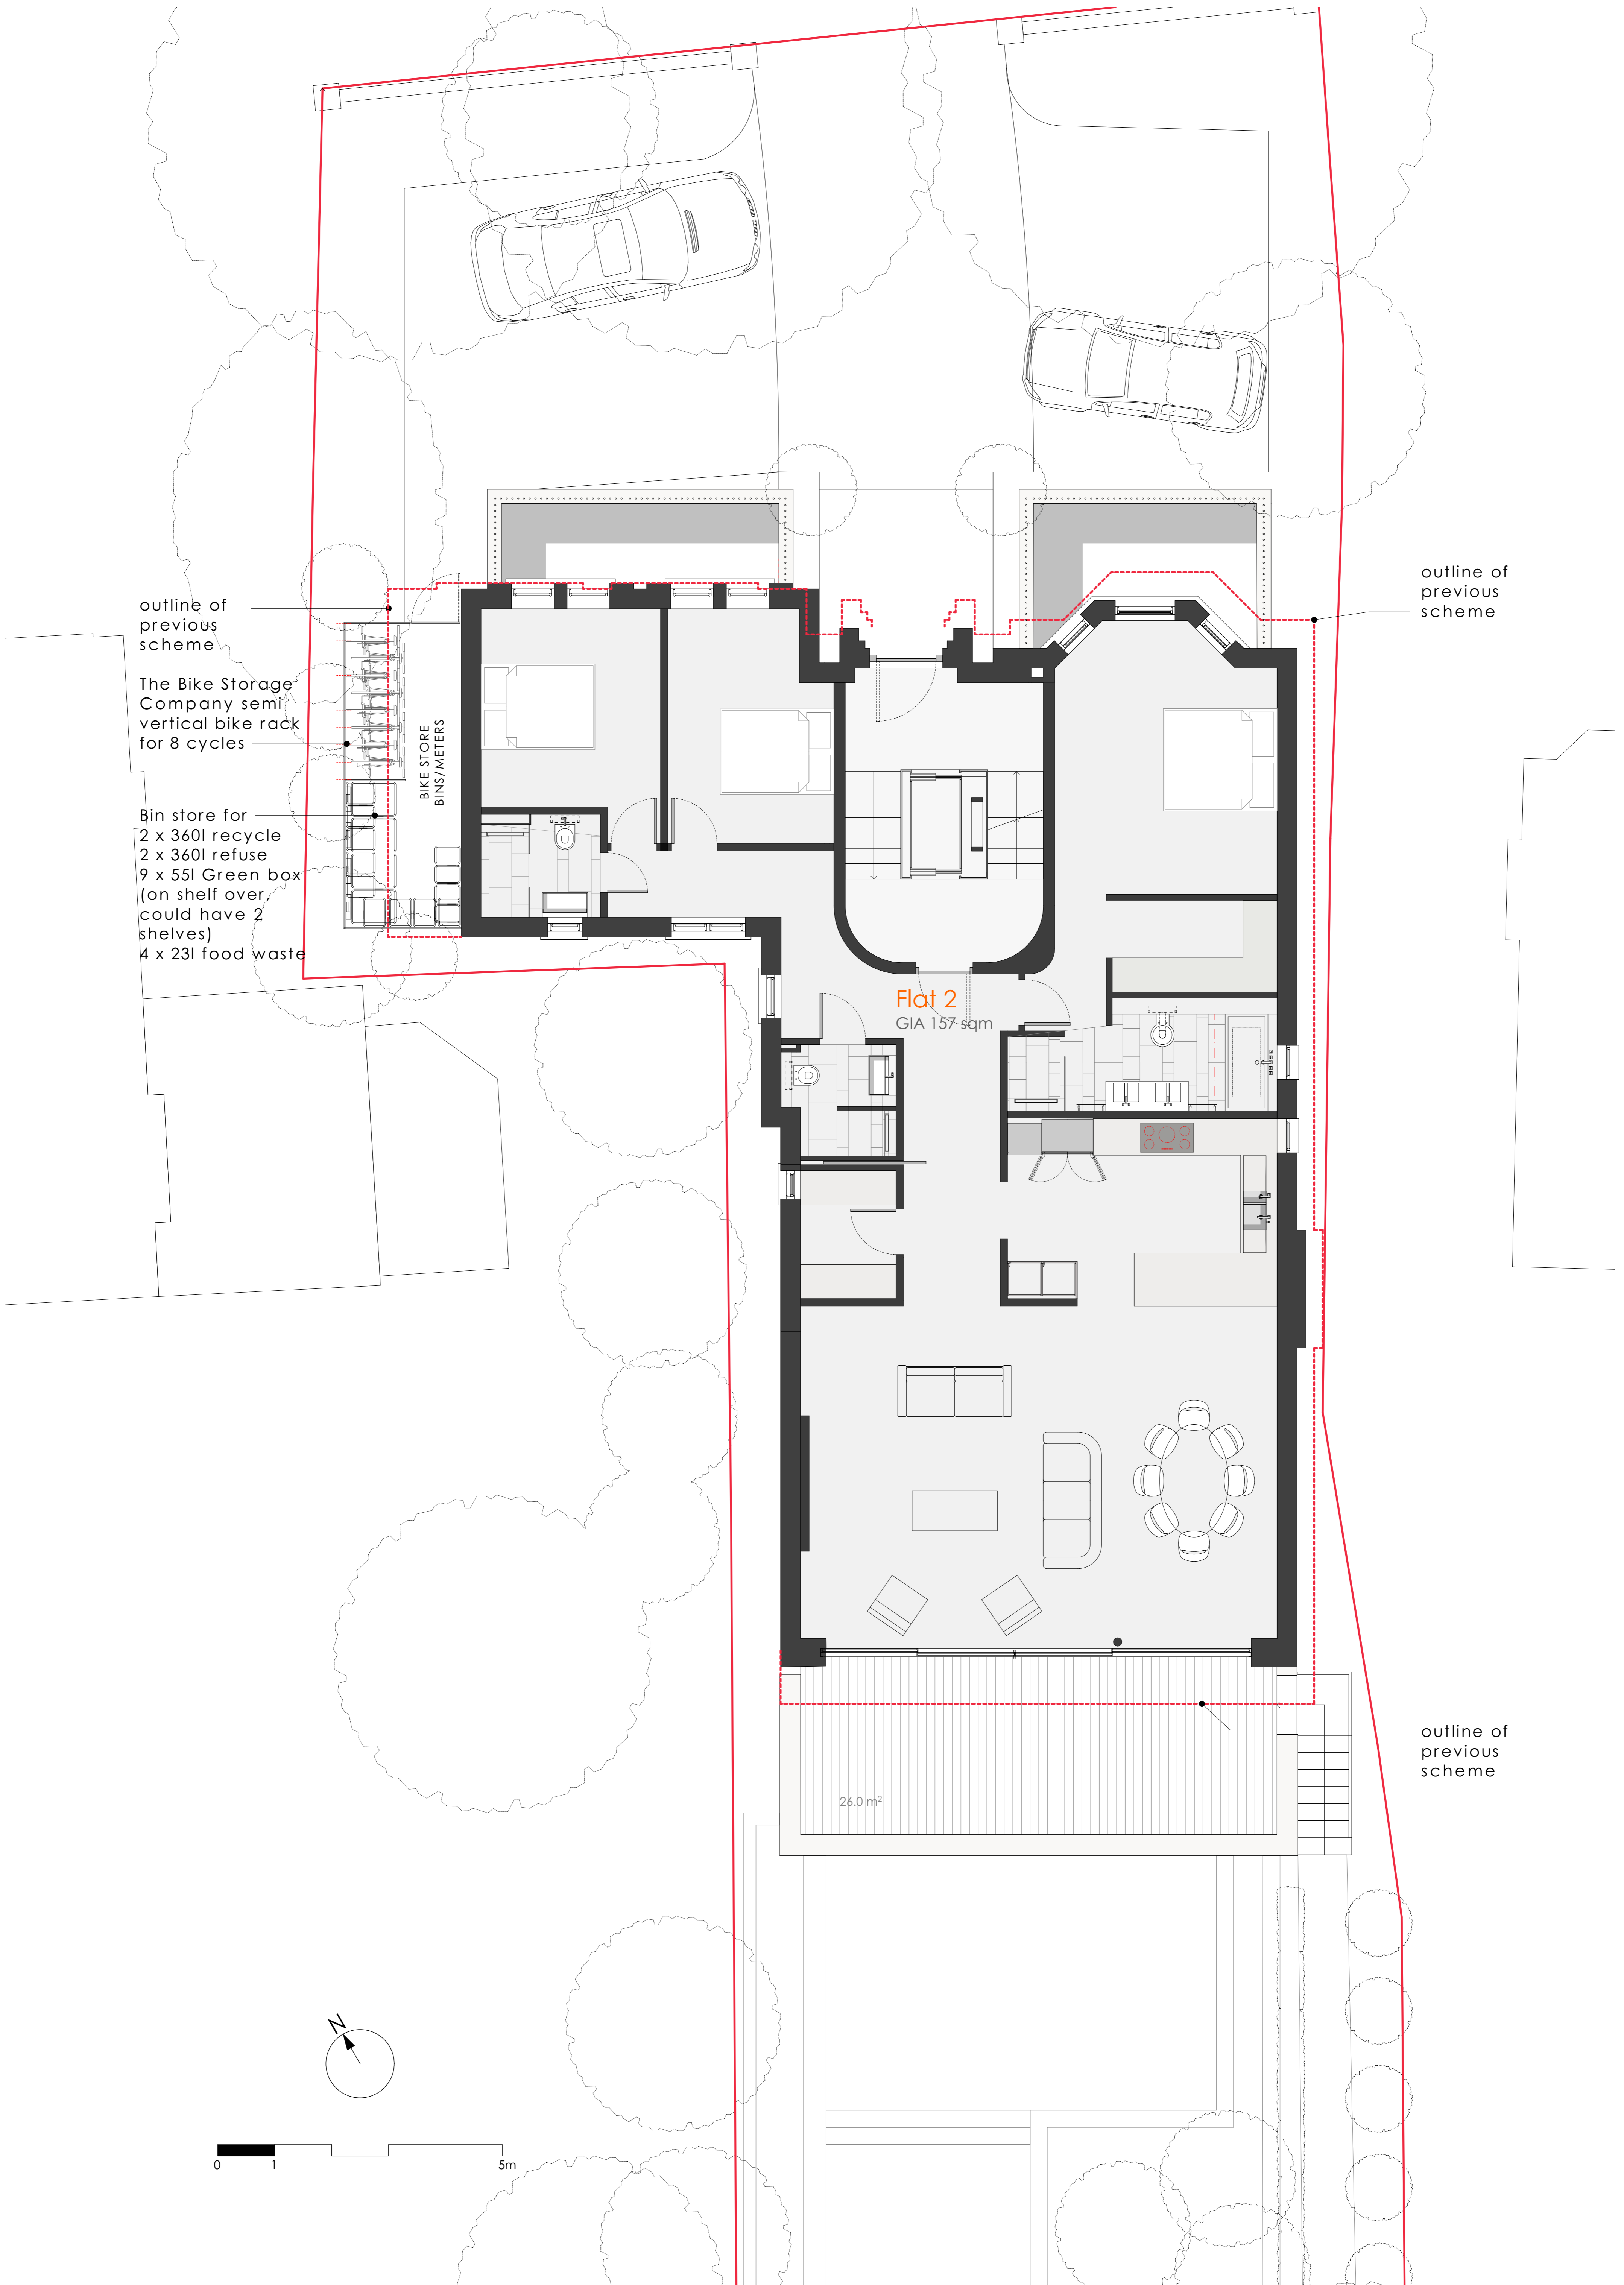 outline of
previous
scheme
The Bike Storage
Company semi
vertical bike rack
for 8 cycles
BIKE STORE
BINS/METERS
Bin store for
2 x 360l recycle
2 x 360l refuse
9 x 55l Green box
(on shelf over,
could have 2
shelves)
4 x 23l food waste
outline of
previous
scheme
Flat 2
GIA 157 sqm
outline of
previous
scheme
26.0 m²
N
0 1 5m